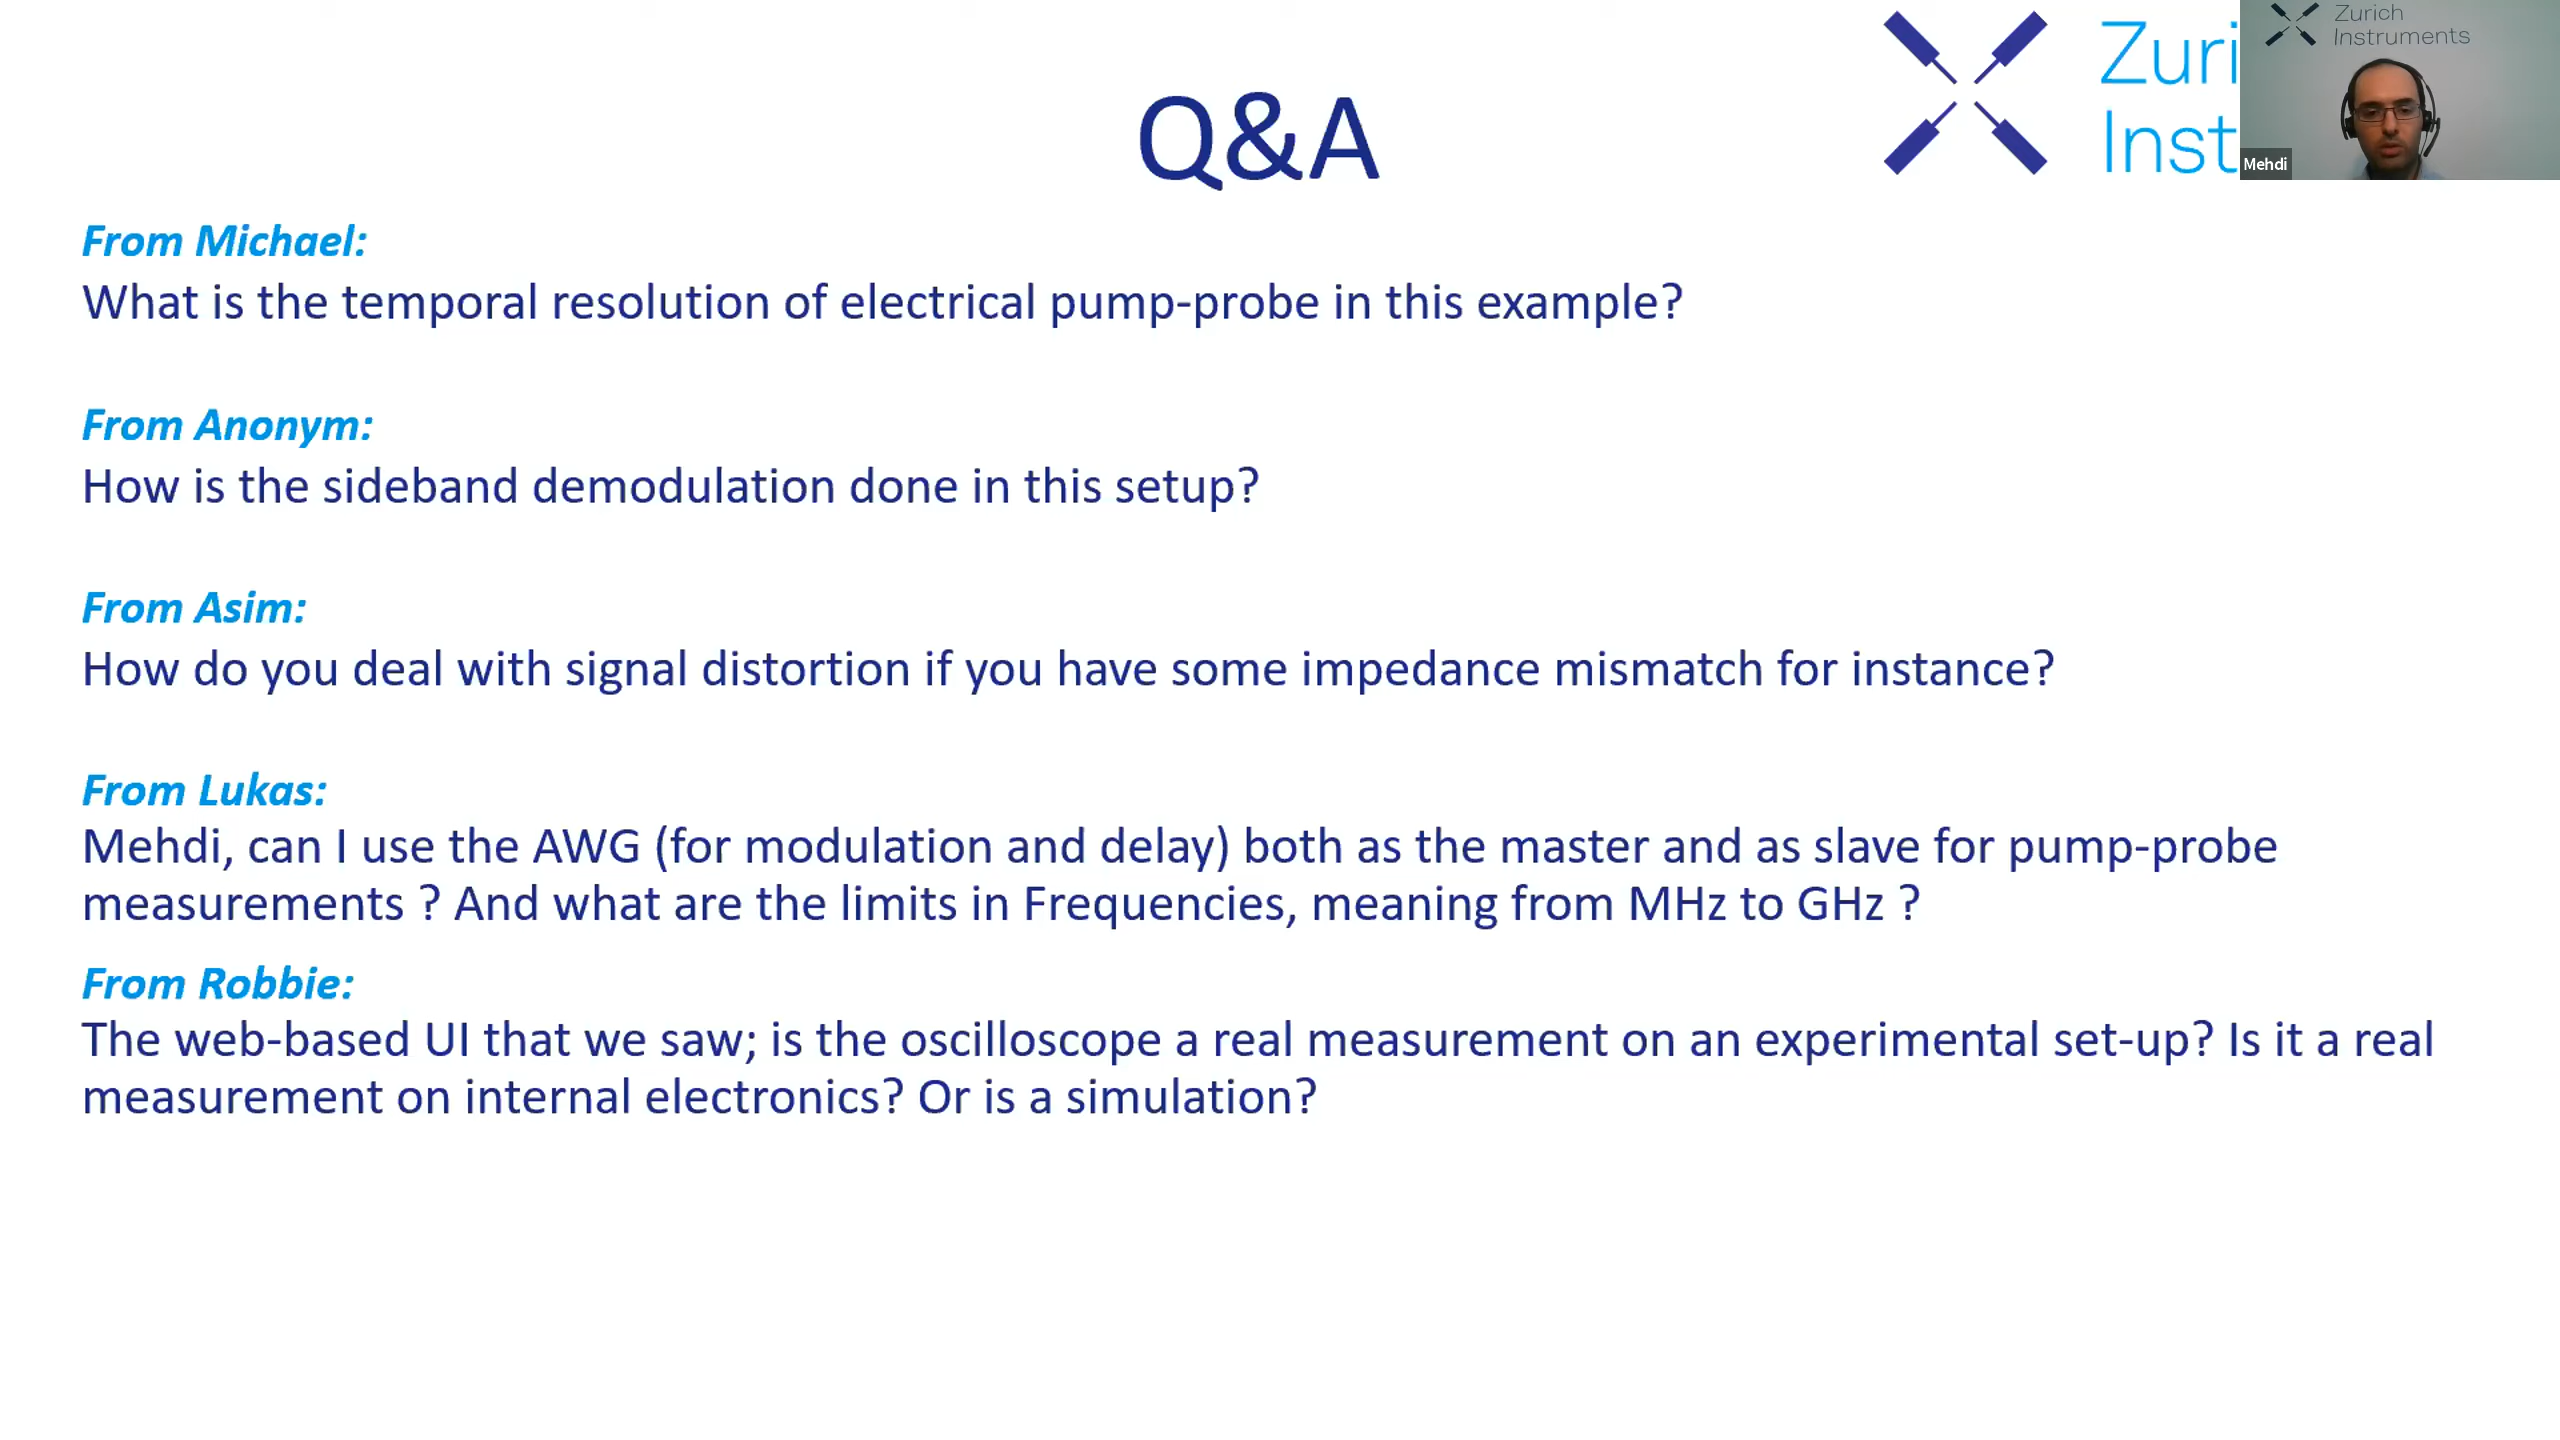 Q&A
Zuri
Inst
Zurich
Instruments
Mehdi
From Michael:
What is the temporal resolution of electrical pump-probe in this example?
From Anonym:
How is the sideband demodulation done in this setup?
From Asim:
How do you deal with signal distortion if you have some impedance mismatch for instance?
From Lukas:
Mehdi, can I use the AWG (for modulation and delay) both as the master and as slave for pump-probe
measurements ? And what are the limits in Frequencies, meaning from MHz to GHz ?
From Robbie:
The web-based UI that we saw; is the oscilloscope a real measurement on an experimental set-up? Is it a real
measurement on internal electronics? Or is a simulation?